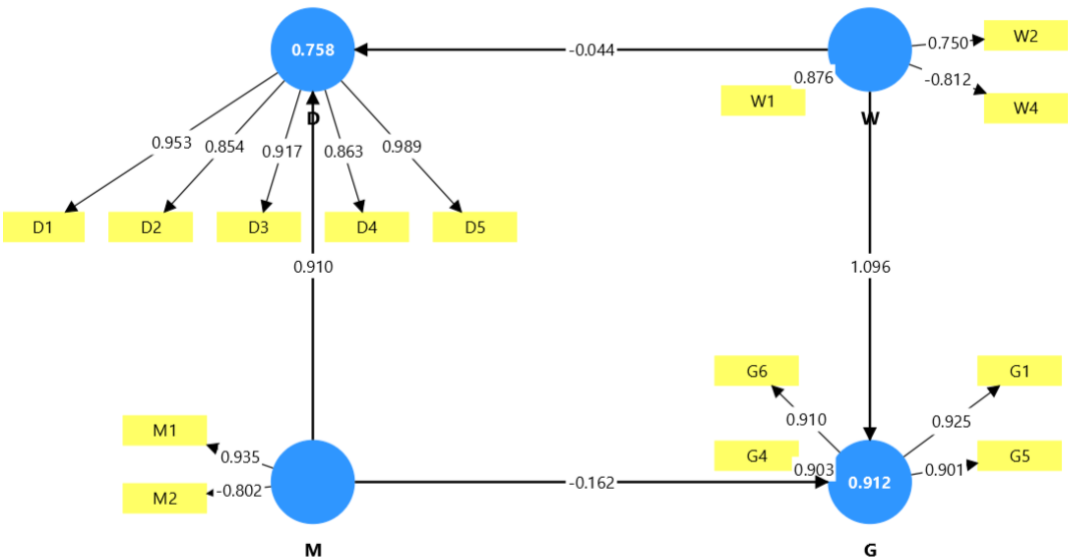 0.758
-0.044
0.750
W2
0.876
-0.812
W1
W4
D
W
0.953
0.854
0.917
0.863
0.989
D1
D2
D3
D4
D5
0.910
1.096
G6
G1
0.910
0.925
M1
0.935
G4
0.903
0.901
G5
M2
-0.802
-0.162
0.912
M
G